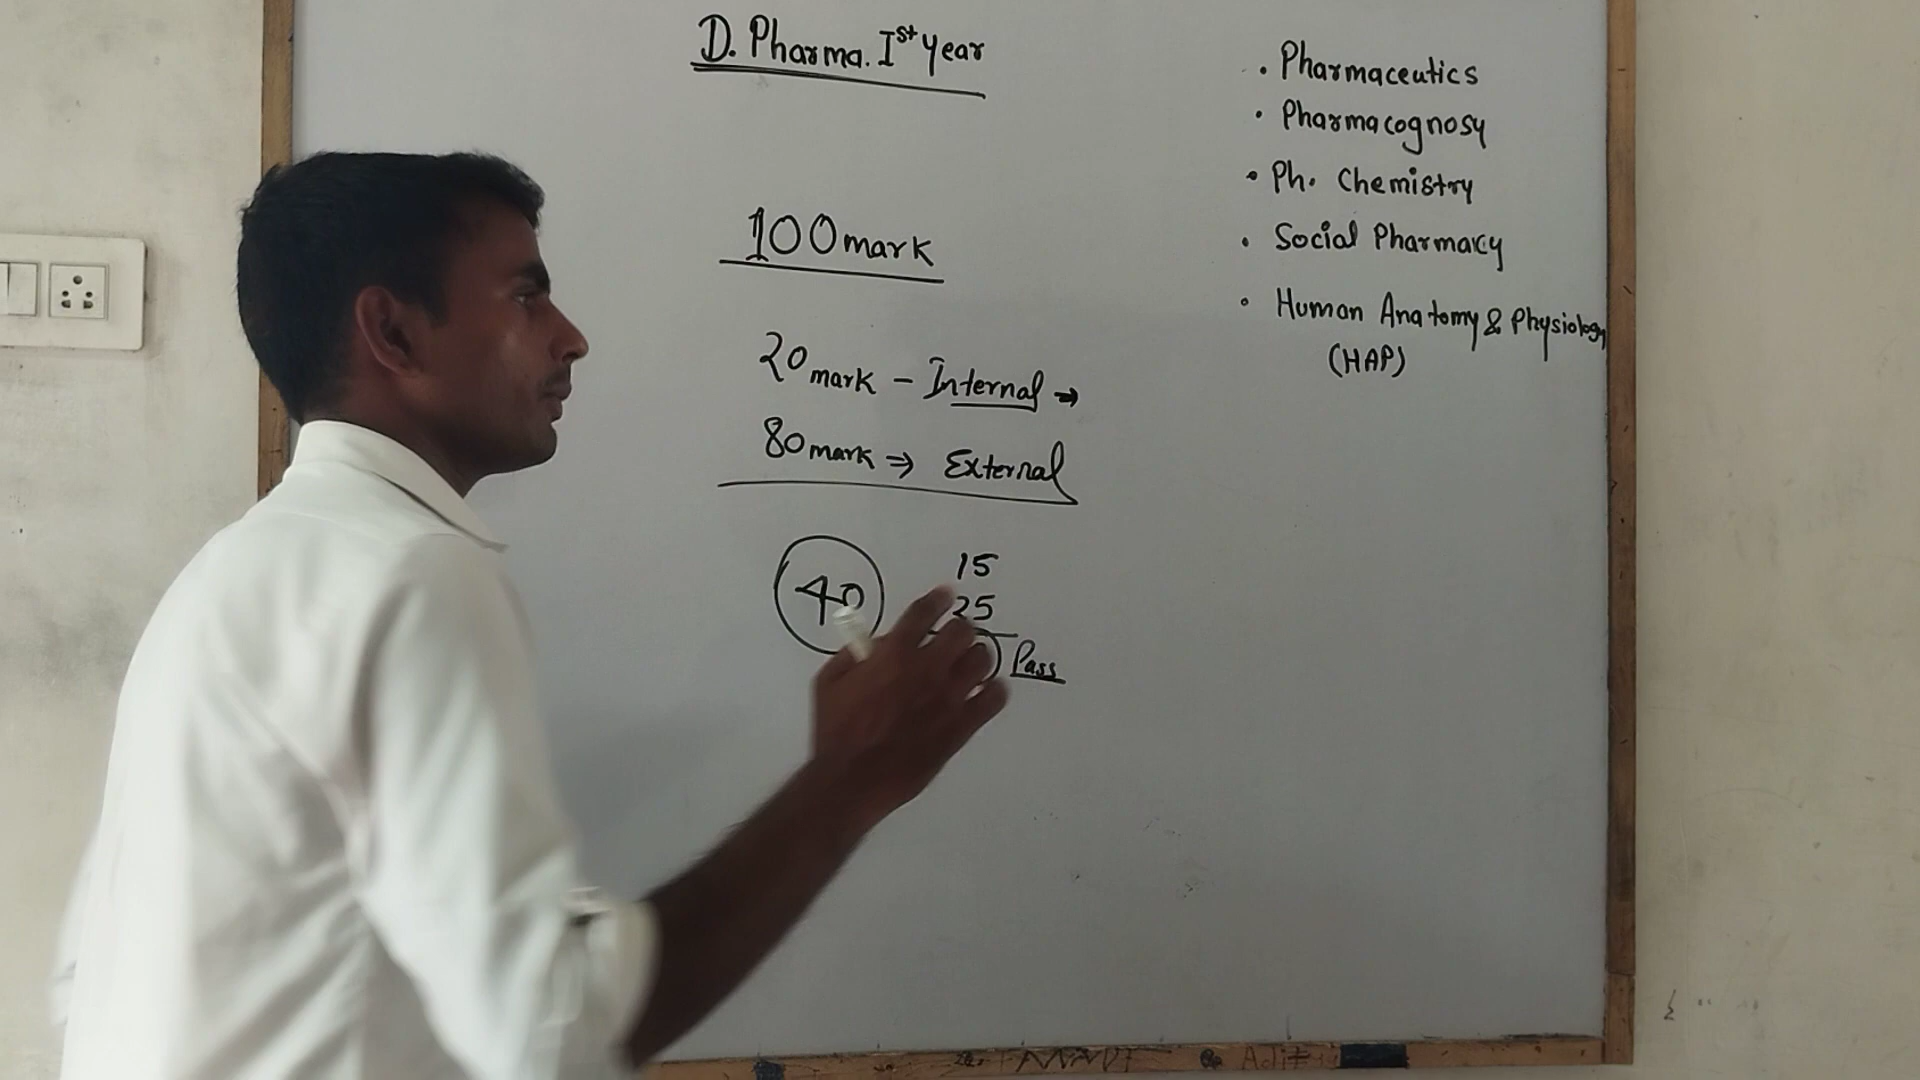 D. Pharma. Ist Year
100 mark
20 mark - Internal →
80 mark ⇒ External
40
15
25
Pass
• Pharmaceutics
• Pharmacognosy
• Ph. Chemistry
• Social Pharmacy
• Human Anatomy & Physiology
(HAP)